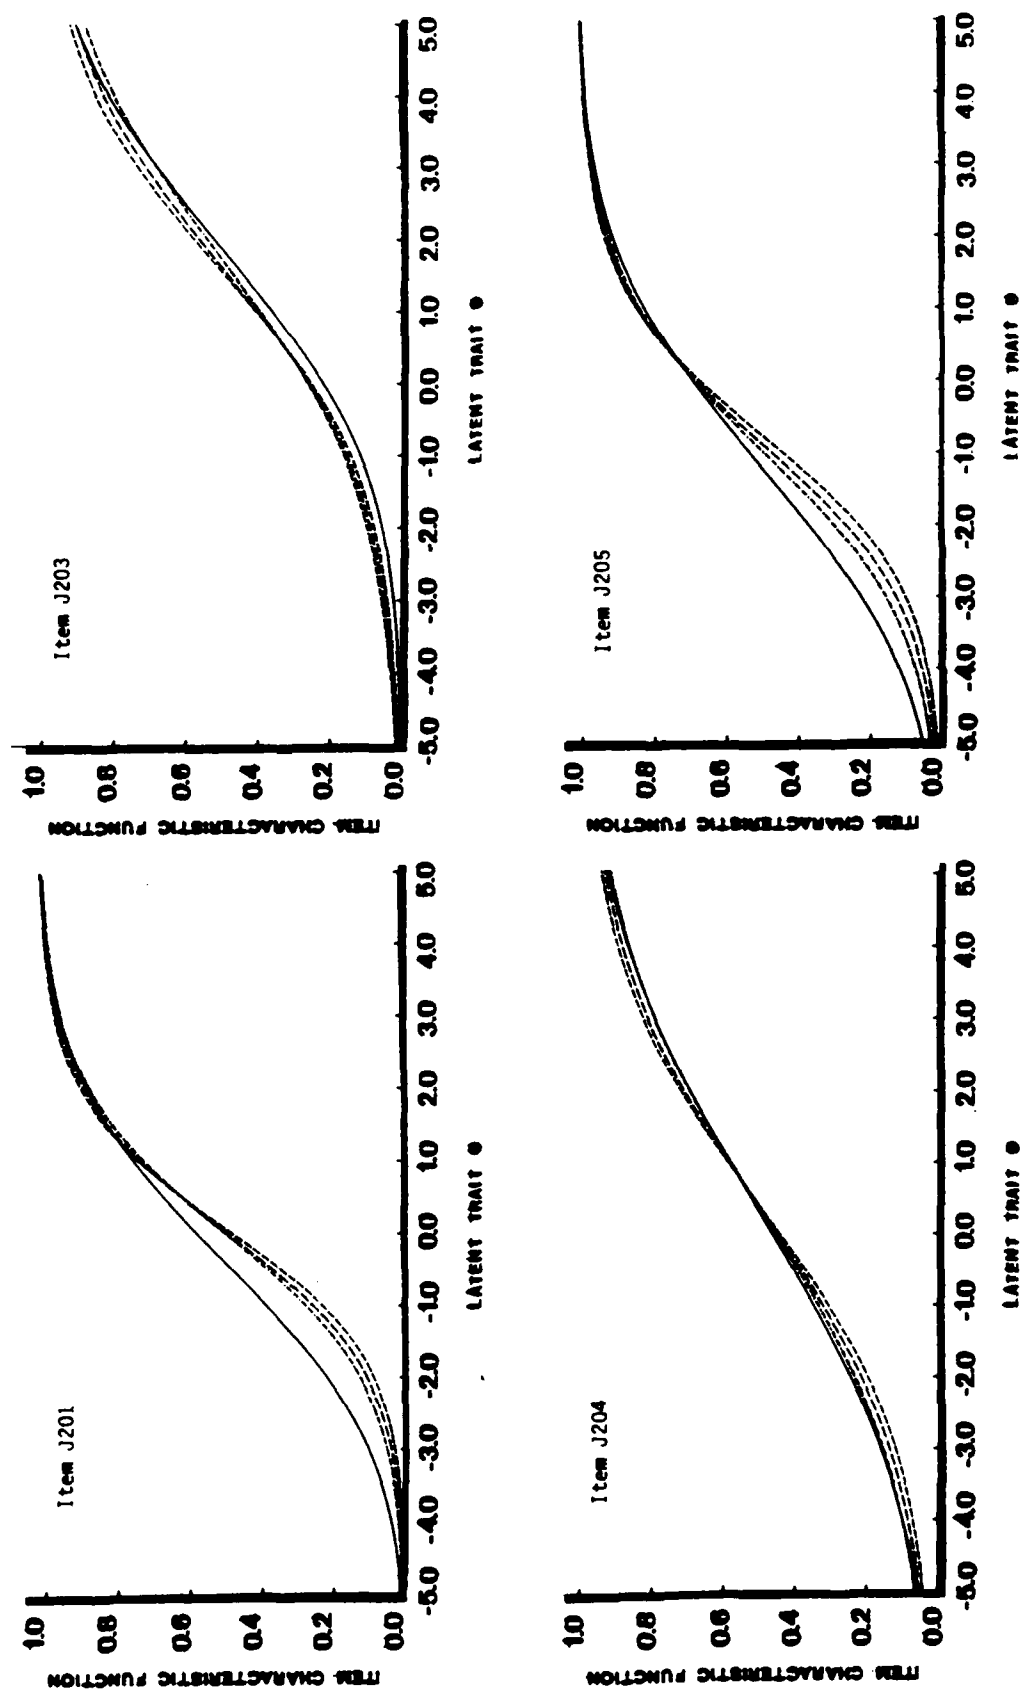 Item J201
ITEM CHARACTERISTIC FUNCTION
1.0
0.8
0.6
0.4
0.2
0.0
-5.0 -4.0 -3.0 -2.0 -1.0 0.0 1.0 2.0 3.0 4.0 5.0
LATENT TRAIT θ
Item J203
ITEM CHARACTERISTIC FUNCTION
1.0
0.8
0.6
0.4
0.2
0.0
-5.0 -4.0 -3.0 -2.0 -1.0 0.0 1.0 2.0 3.0 4.0 5.0
LATENT TRAIT θ
Item J204
ITEM CHARACTERISTIC FUNCTION
1.0
0.8
0.6
0.4
0.2
0.0
-5.0 -4.0 -3.0 -2.0 -1.0 0.0 1.0 2.0 3.0 4.0 5.0
LATENT TRAIT θ
Item J205
ITEM CHARACTERISTIC FUNCTION
1.0
0.8
0.6
0.4
0.2
0.0
-5.0 -4.0 -3.0 -2.0 -1.0 0.0 1.0 2.0 3.0 4.0 5.0
LATENT TRAIT θ